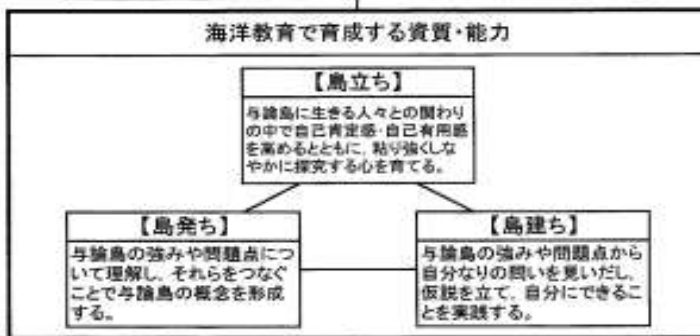 海洋教育で育成する資質・能力
【島立ち】
与論島に生きる人々との関わり
の中で自己肯定感・自己有用感
を高めるとともに，粘り強くしな
やかに探究する心を育てる。
【島発ち】
与論島の強みや問題点につ
いて理解し，それらをつなぐ
ことで与論島の概念を形成
する。
【島建ち】
与論島の強みや問題点から
自分なりの問いを見いだし，
仮説を立て，自分にできるこ
とを実践する。